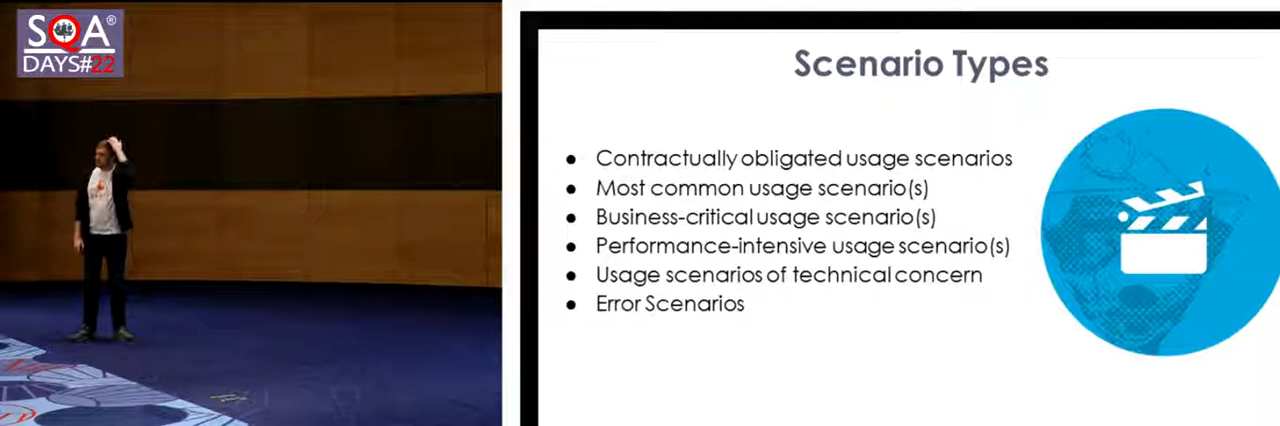 SQA®
DAYS#22
Scenario Types
● Contractually obligated usage scenarios
● Most common usage scenario(s)
● Business-critical usage scenario(s)
● Performance-intensive usage scenario(s)
● Usage scenarios of technical concern
● Error Scenarios